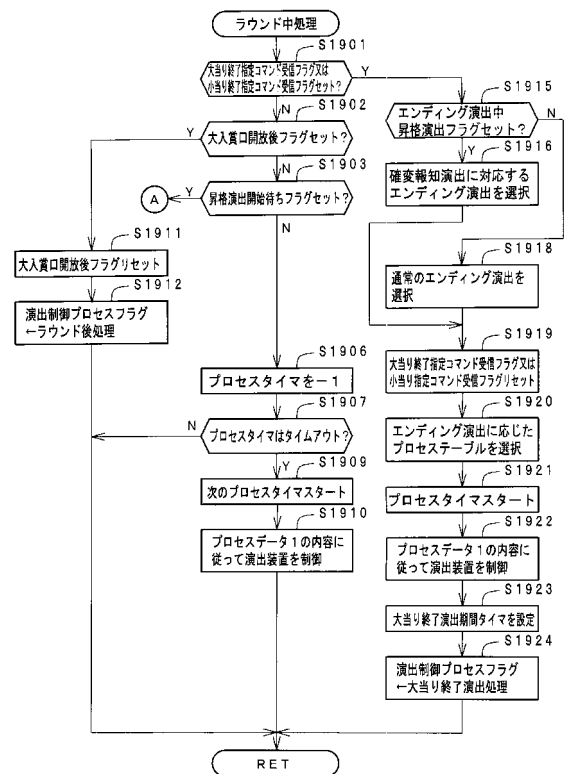 ラウンド中処理
S1901
大当り終了指定コマンド受信フラグ又は
小当り終了指定コマンド受信フラグセット?
Y
N
S1902
大入賞口開放後フラグセット?
Y
N
S1903
昇格演出開始待ちフラグセット?
Y
A
N
S1911
大入賞口開放後フラグリセット
S1912
演出制御プロセスフラグ
←ラウンド後処理
S1906
プロセスタイマを-1
S1907
プロセスタイマはタイムアウト?
N
Y
S1909
次のプロセスタイマスタート
S1910
プロセスデータ1の内容に
従って演出装置を制御
S1915
エンディング演出中
昇格演出フラグセット?
N
Y
S1916
確変報知演出に対応する
エンディング演出を選択
S1918
通常のエンディング演出を
選択
S1919
大当り終了指定コマンド受信フラグ又は
小当り指定コマンド受信フラグリセット
S1920
エンディング演出に応じた
プロセステーブルを選択
S1921
プロセスタイマスタート
S1922
プロセスデータ1の内容に
従って演出装置を制御
S1923
大当り終了演出期間タイマを設定
S1924
演出制御プロセスフラグ
←大当り終了演出処理
RET